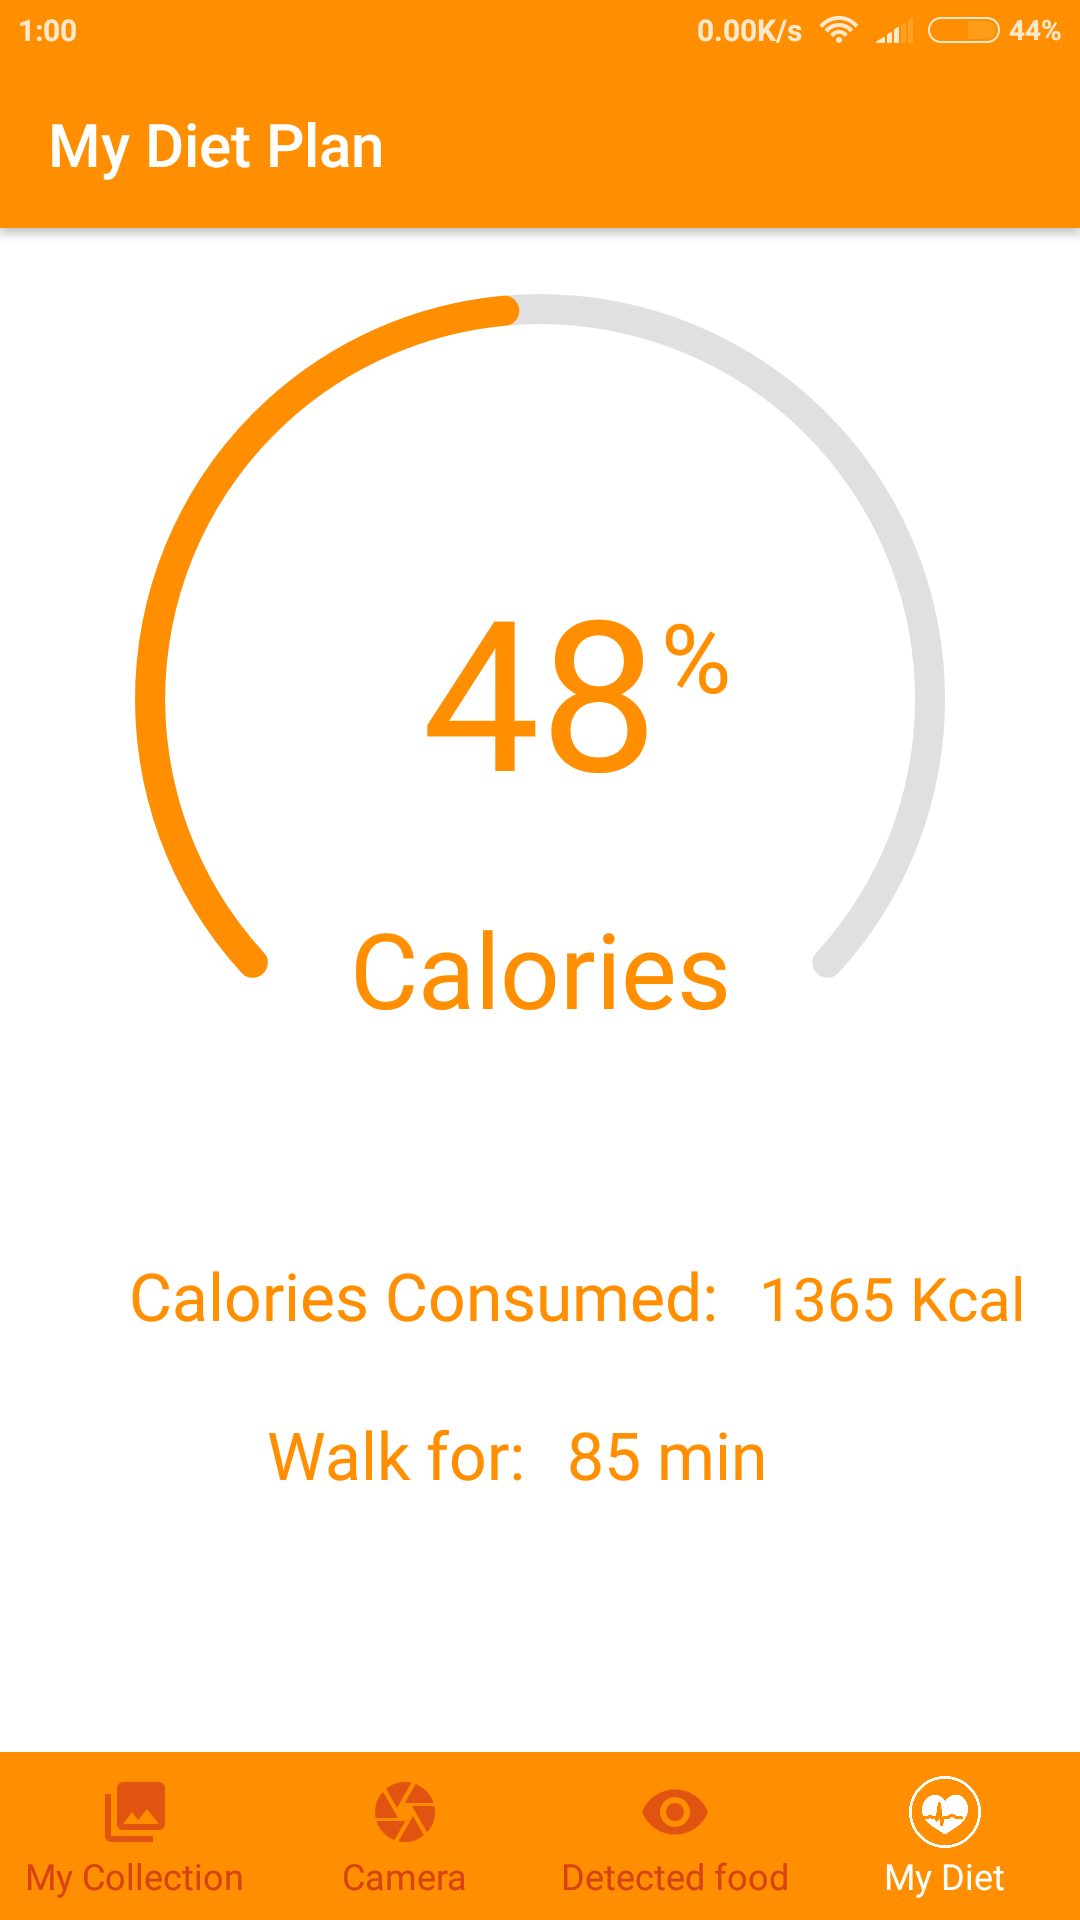 1:00 0.00K/s 44%
My Diet Plan
48%
Calories
Calories Consumed: 1365 Kcal
Walk for: 85 min
My Collection Camera Detected food My Diet